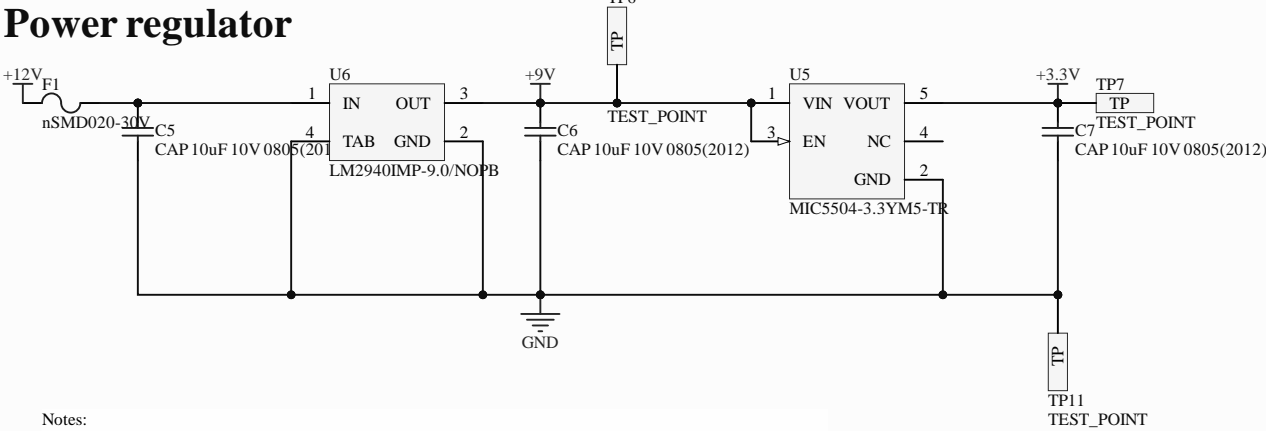 Power regulator
TP
+12V
F1
nSMD020-30V
C5
CAP 10uF 10V 0805(201
U6
1 IN OUT 3
4 TAB GND 2
LM2940IMP-9.0/NOPB
+9V
C6
CAP 10uF 10V 0805(2012)
TEST_POINT
U5
1 VIN VOUT 5
3 EN NC 4
GND 2
MIC5504-3.3YM5-TR
+3.3V
C7
CAP 10uF 10V 0805(2012)
TP7
TP
TEST_POINT
GND
TP
TP11
TEST_POINT
Notes: